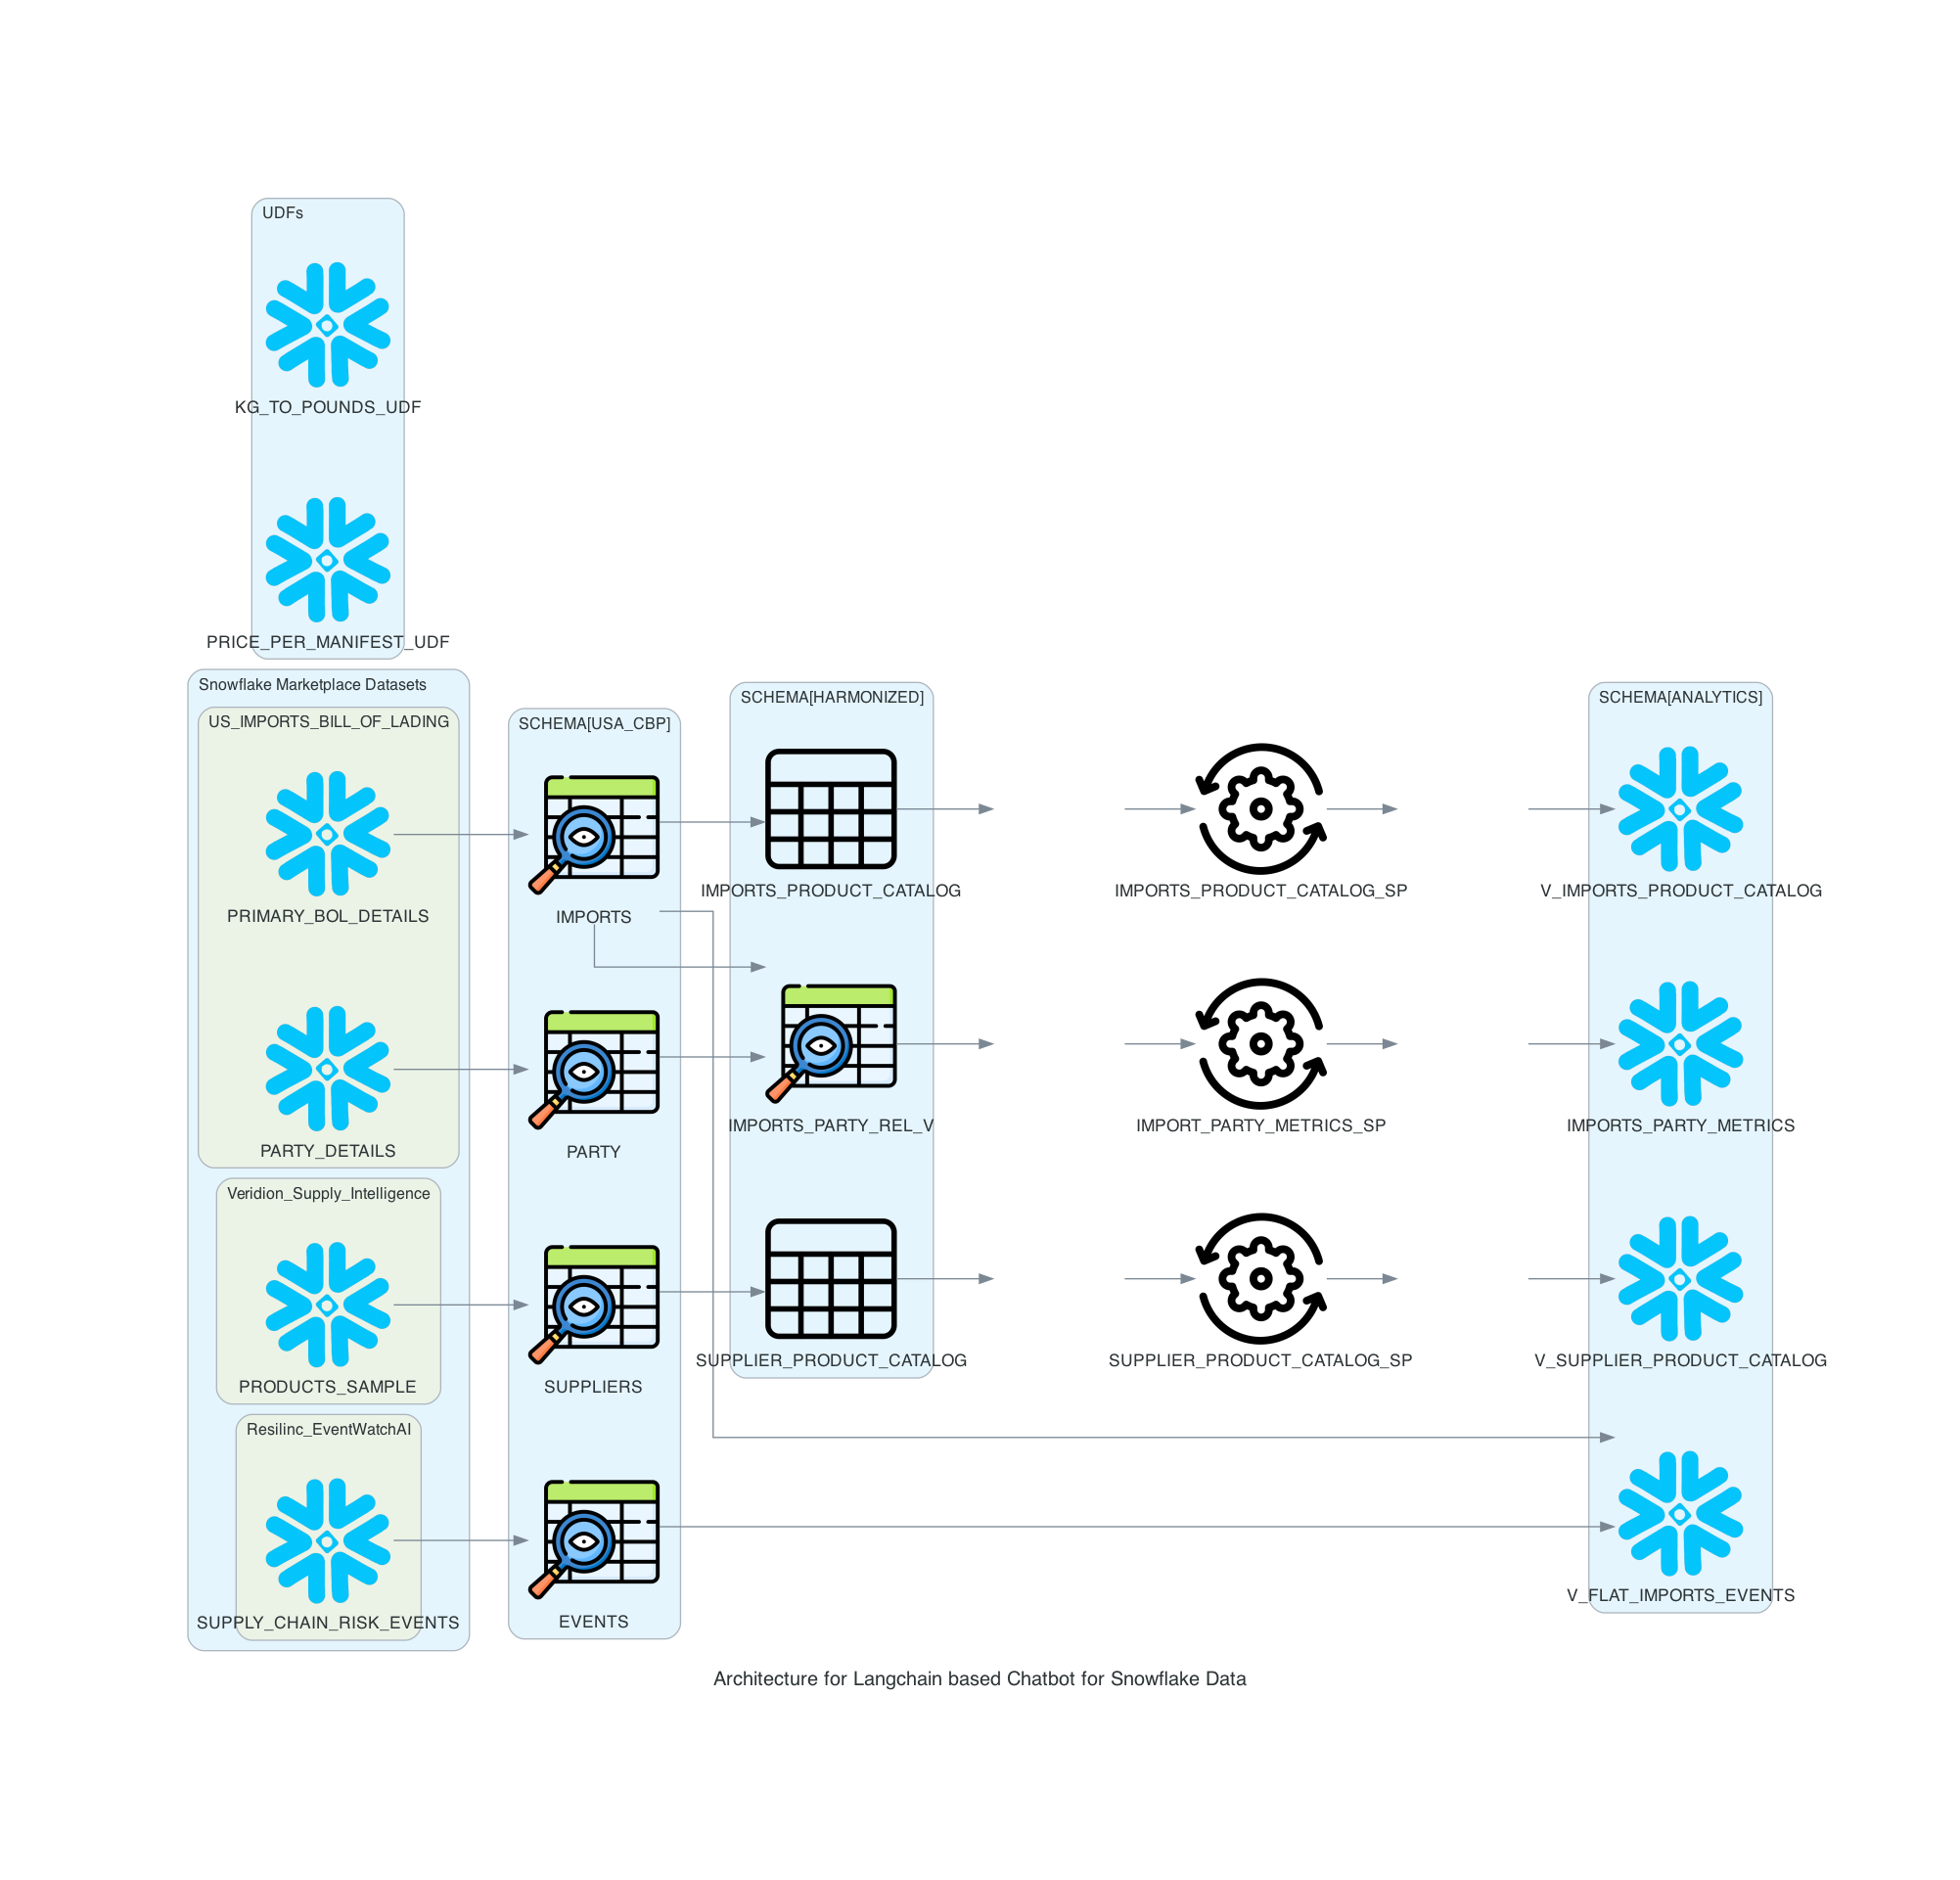 UDFs
KG_TO_POUNDS_UDF
PRICE_PER_MANIFEST_UDF
Snowflake Marketplace Datasets
US_IMPORTS_BILL_OF_LADING
PRIMARY_BOL_DETAILS
PARTY_DETAILS
Veridion_Supply_Intelligence
PRODUCTS_SAMPLE
Resilinc_EventWatchAI
SUPPLY_CHAIN_RISK_EVENTS
SCHEMA[USA_CBP]
IMPORTS
PARTY
SUPPLIERS
EVENTS
SCHEMA[HARMONIZED]
IMPORTS_PRODUCT_CATALOG
IMPORTS_PARTY_REL_V
SUPPLIER_PRODUCT_CATALOG
IMPORTS_PRODUCT_CATALOG_SP
IMPORT_PARTY_METRICS_SP
SUPPLIER_PRODUCT_CATALOG_SP
SCHEMA[ANALYTICS]
V_IMPORTS_PRODUCT_CATALOG
IMPORTS_PARTY_METRICS
V_SUPPLIER_PRODUCT_CATALOG
V_FLAT_IMPORTS_EVENTS
Architecture for Langchain based Chatbot for Snowflake Data